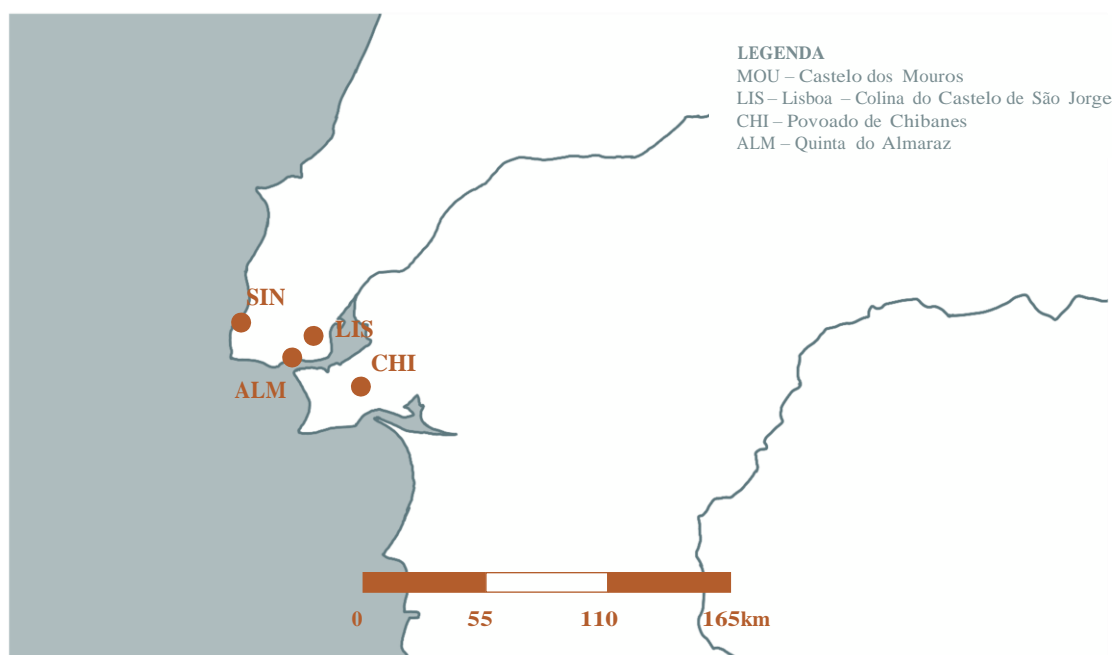 LEGENDA
MOU – Castelo dos Mouros
LIS – Lisboa – Colina do Castelo de São Jorge
CHI – Povoado de Chibanes
ALM – Quinta do Almaraz
SIN
LIS
CHI
ALM
0 55 110 165km